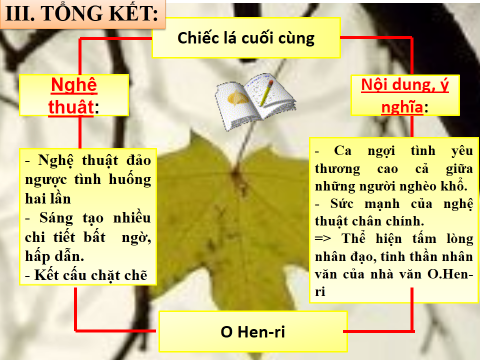 III. TỔNG KẾT:
Chiếc lá cuối cùng
Nghệ
thuật:
- Nghệ thuật đảo
ngược tình huống
hai lần
- Sáng tạo nhiều
chi tiết bất ngờ,
hấp dẫn.
- Kết cấu chặt chẽ
Nội dung, ý
nghĩa:
- Ca ngợi tình yêu
thương cao cả giữa
những người nghèo khổ.
- Sức mạnh của nghệ
thuật chân chính.
=> Thể hiện tấm lòng
nhân đạo, tinh thần nhân
văn của nhà văn O.Hen-
ri
O Hen-ri